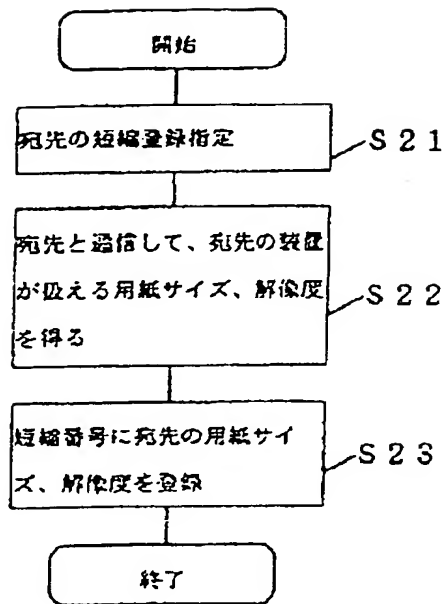 開始
宛先の短縮登録指定
S21
宛先と通信して、宛先の装置
が扱える用紙サイズ、解像度
を得る
S22
短縮番号に宛先の用紙サイ
ズ、解像度を登録
S23
終了